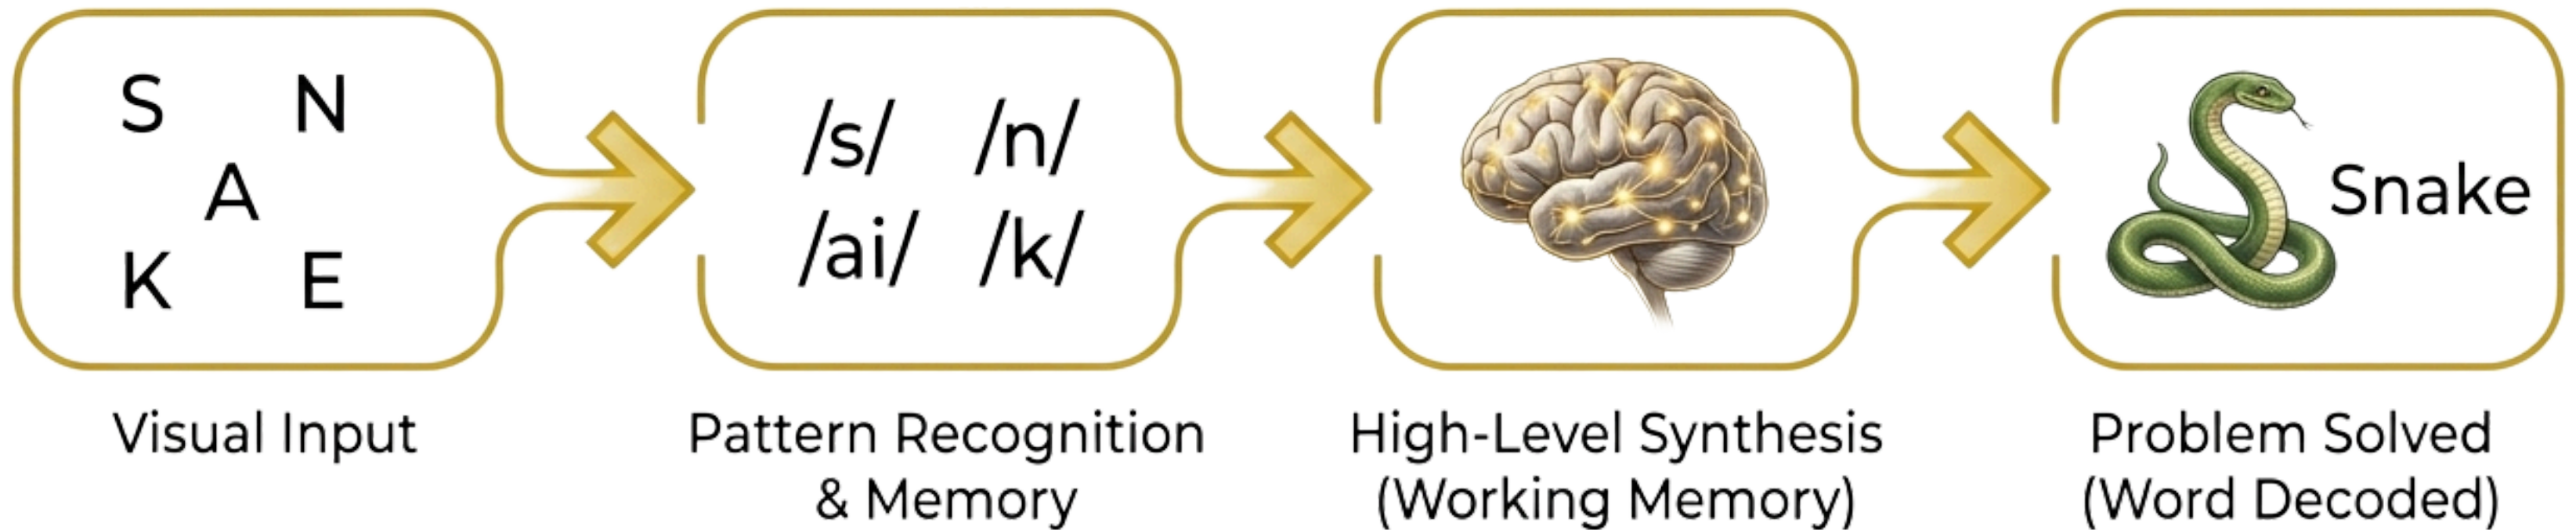 S N
A
K E
/s/ /n/
/ai/ /k/
Snake
Visual Input
Pattern Recognition
& Memory
High-Level Synthesis
(Working Memory)
Problem Solved
(Word Decoded)